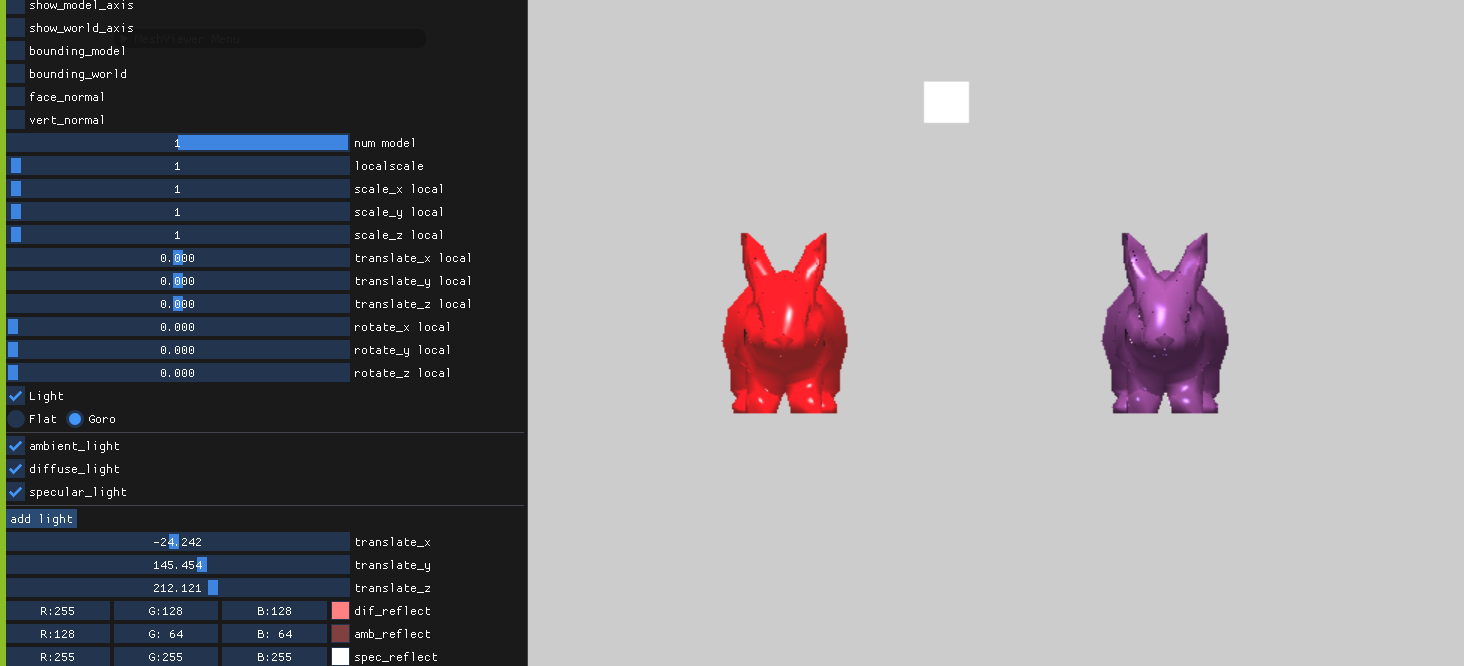 show_model_axis
show_world_axis
MeshViewer Menu
bounding_model
bounding_world
face_normal
vert_normal
1 num model
1 localscale
1 scale_x local
1 scale_y local
1 scale_z local
0.000 translate_x local
0.000 translate_y local
0.000 translate_z local
0.000 rotate_x local
0.000 rotate_y local
0.000 rotate_z local
Light
Flat Goro
ambient_light
diffuse_light
specular_light
add light
-24.242 translate_x
145.454 translate_y
212.121 translate_z
R:255 G:128 B:128 dif_reflect
R:128 G: 64 B: 64 amb_reflect
R:255 G:255 B:255 spec_reflect